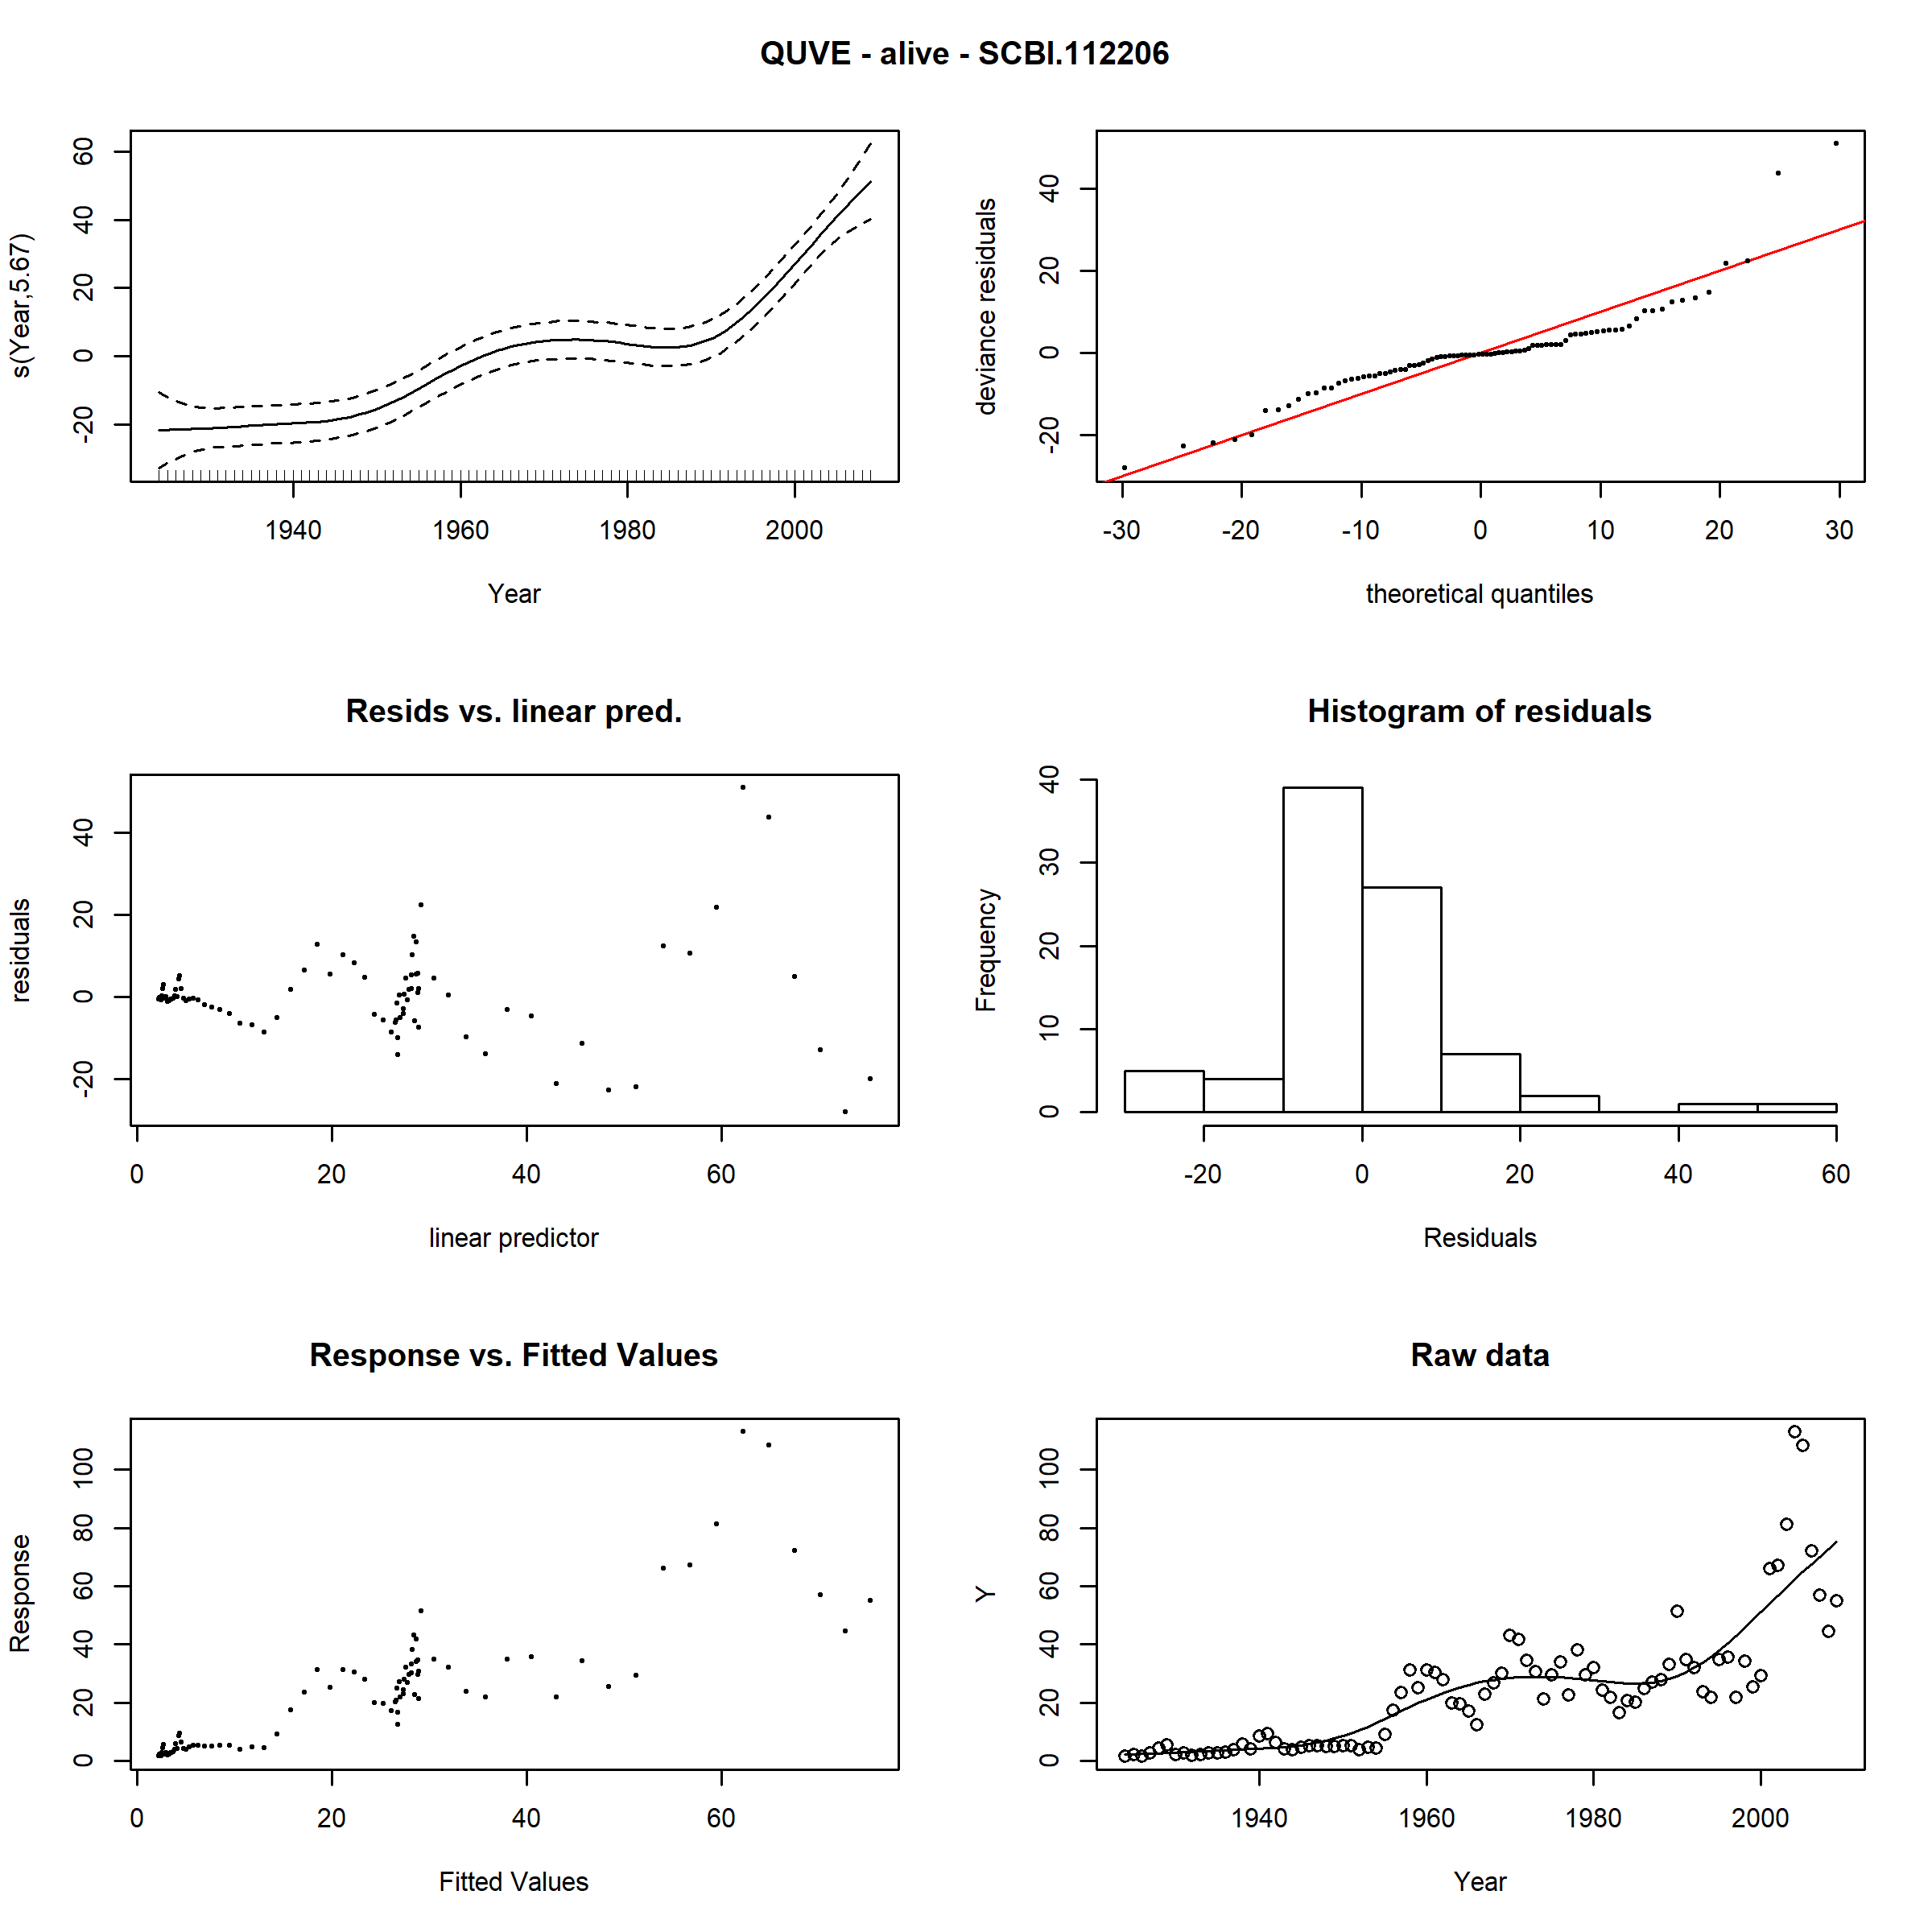 QUVE - alive - SCBI.112206
s(Year,5.67)
60
40
20
0
-20
1940 1960 1980 2000
Year
deviance residuals
40
20
0
-20
-30 -20 -10 0 10 20 30
theoretical quantiles
Resids vs. linear pred.
residuals
40
20
0
-20
0 20 40 60
linear predictor
Histogram of residuals
Frequency
40
30
20
10
0
-20 0 20 40 60
Residuals
Response vs. Fitted Values
Response
100
80
60
40
20
0
0 20 40 60
Fitted Values
Raw data
Y
100
80
60
40
20
0
1940 1960 1980 2000
Year